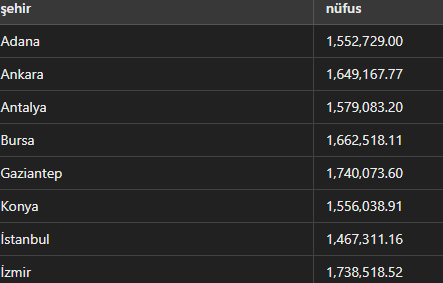 şehir nüfus
Adana 1,552,729.00
Ankara 1,649,167.77
Antalya 1,579,083.20
Bursa 1,662,518.11
Gaziantep 1,740,073.60
Konya 1,556,038.91
İstanbul 1,467,311.16
İzmir 1,738,518.52